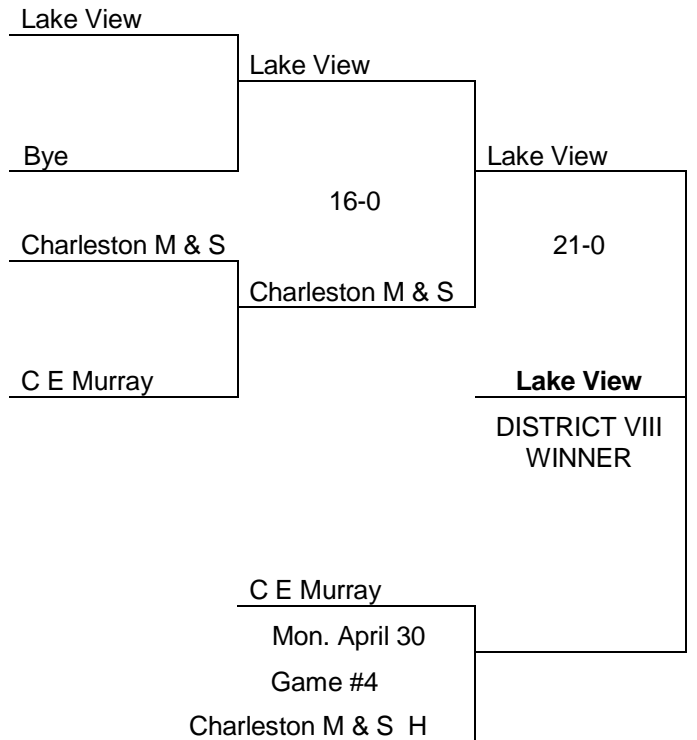 Lake View
Lake View
Bye
Lake View
16-0
Charleston M & S
21-0
Charleston M & S
C E Murray
Lake View
DISTRICT VIII
WINNER
C E Murray
Mon. April 30
Game #4
Charleston M & S H